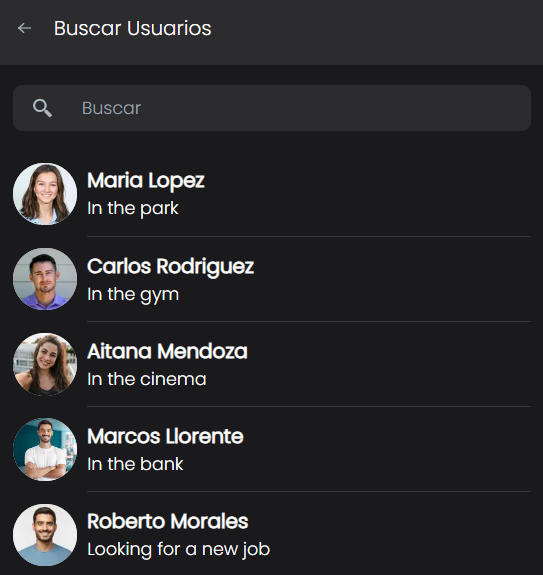 Buscar Usuarios
Buscar
Maria Lopez
In the park
Carlos Rodriguez
In the gym
Aitana Mendoza
In the cinema
Marcos Llorente
In the bank
Roberto Morales
Looking for a new job